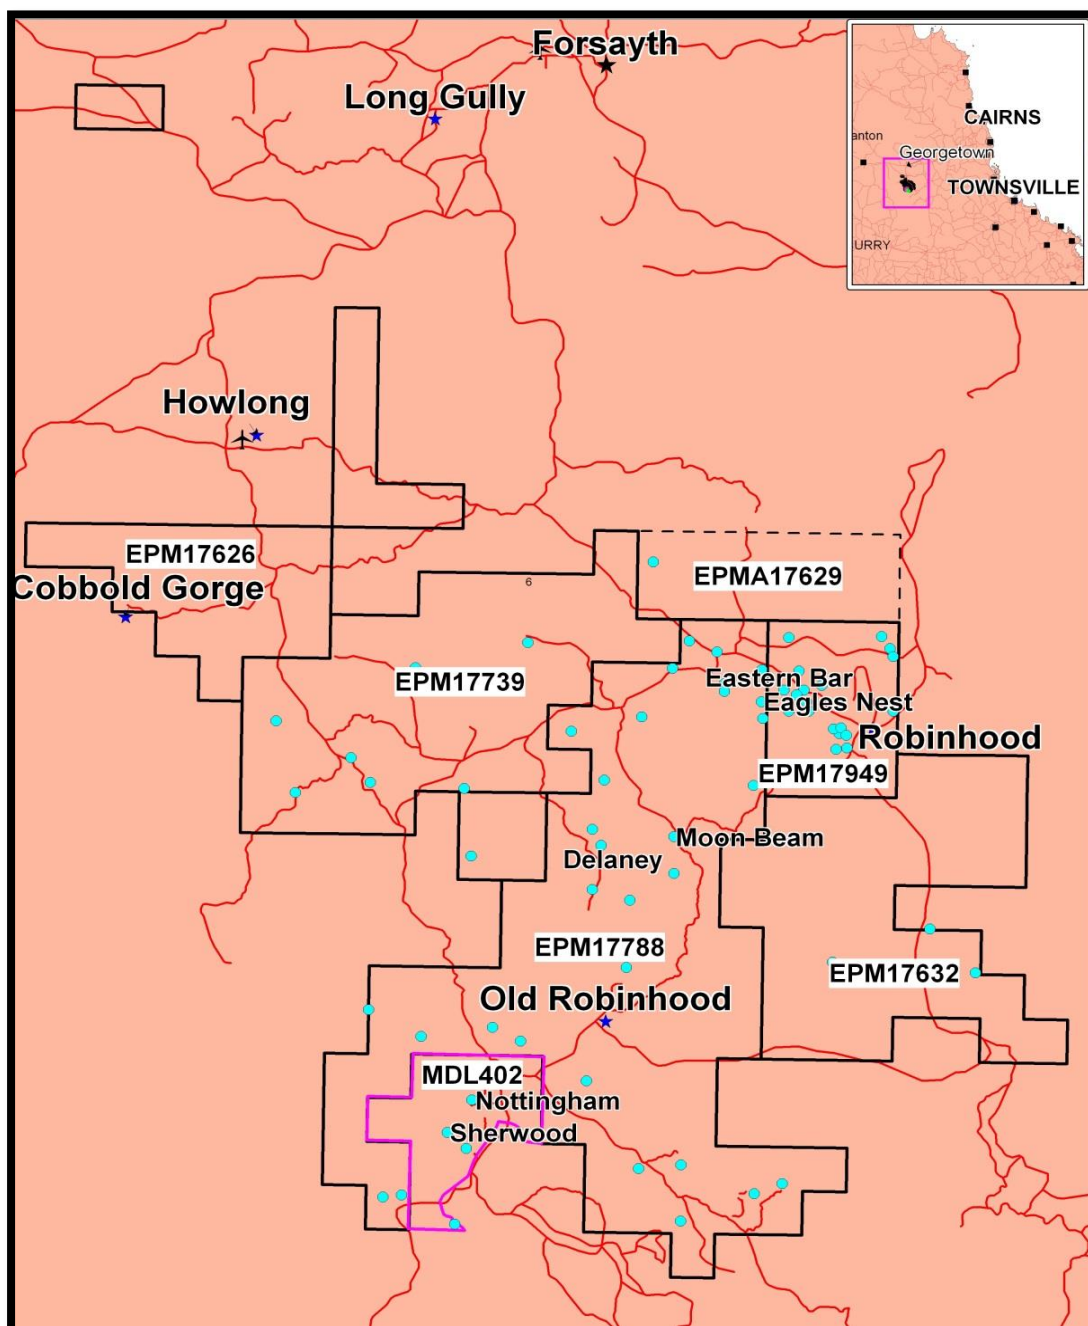 Forsayth
Long Gully
CAIRNS
anton
Georgetown
TOWNSVILLE
URRY
Howlong
EPM17626
Cobbold Gorge
6
EPMA17629
EPM17739
Eastern Bar
Eagles Nest
Robinhood
EPM17949
Moon Beam
Delaney
EPM17788
EPM17632
Old Robinhood
MDL402
Nottingham
Sherwood